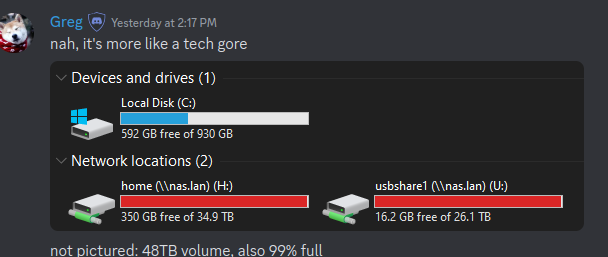 Greg Yesterday at 2:17 PM
nah, it's more like a tech gore
Devices and drives (1)
Local Disk (C:)
592 GB free of 930 GB
Network locations (2)
home (\\nas.lan) (H:)
350 GB free of 34.9 TB
usbshare1 (\\nas.lan) (U:)
16.2 GB free of 26.1 TB
not pictured: 48TB volume, also 99% full